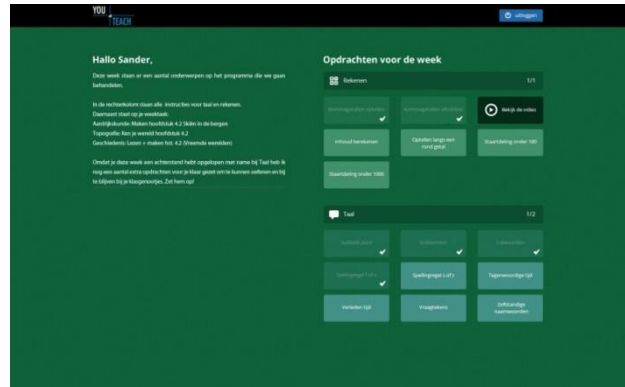 YOU
TEACH
uitloggen
Hallo Sander,
Deze week staan er een aantal onderwerpen op het programma die we gaan
behandelen.
In de rechterkolom staan alle instructies voor taal en rekenen.
Daarnaast staat op je weektaak:
Aardrijkskunde: Maken hoofdstuk 4.2 Skiën in de bergen
Topografie: Ken je wereld hoofdstuk 4.2
Geschiedenis: Lezen + maken hst. 4.2 (Vreemde werelden)
Omdat je deze week een achterstand hebt opgelopen met name bij Taal heb ik
nog een aantal extra opdrachten voor je klaar gezet om te kunnen oefenen en bij
te blijven bij je klasgenootjes. Zet hem op!
Opdrachten voor de week
Rekenen 1/1
Bekijk de video
Inhoud berekenen
Optellen langs een
rond getal
Staartdeling onder 100
Staartdeling onder 1000
Taal 1/2
Spellingregel s of z
Tegenwoordige tijd
Verleden tijd
Vraagtekens
Zelfstandige
naamwoorden